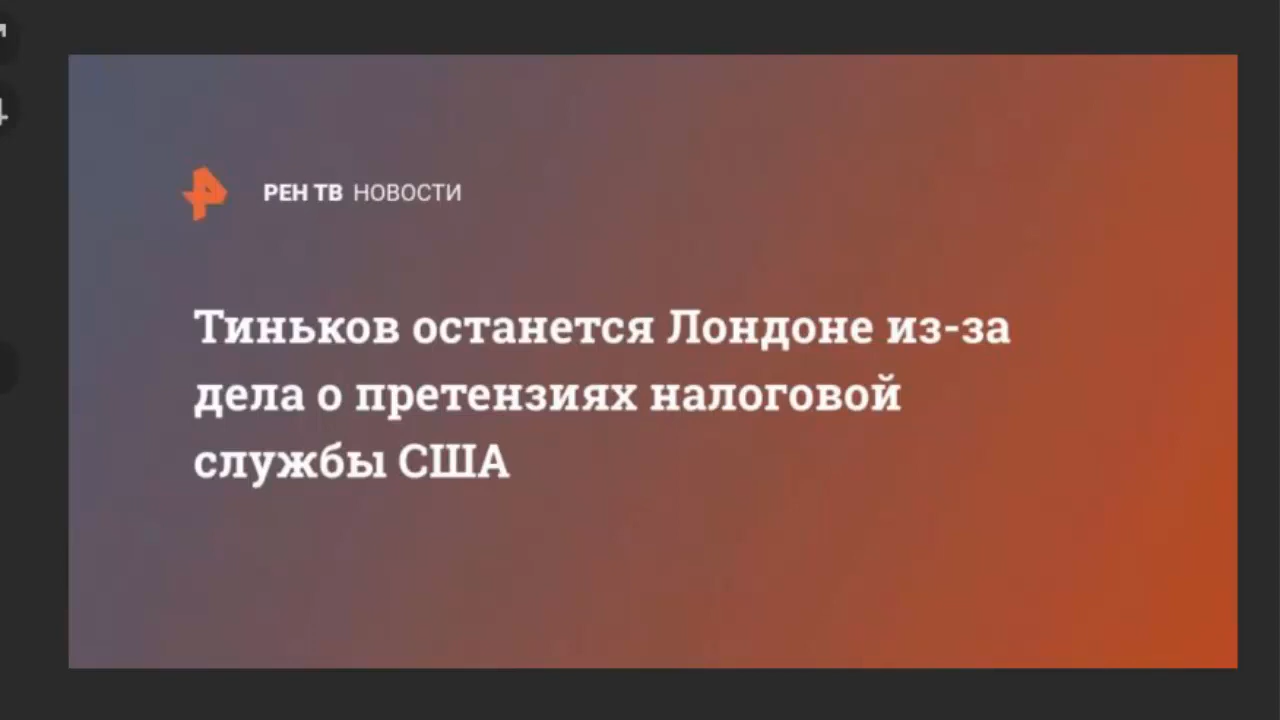 РЕН ТВ НОВОСТИ
Тиньков останется Лондоне из-за
дела о претензиях налоговой
службы США